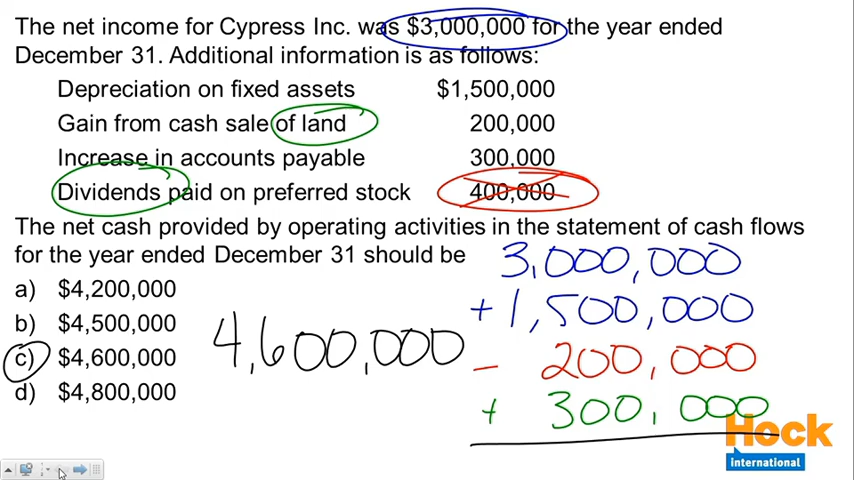 The net income for Cypress Inc. was $3,000,000 for the year ended
December 31. Additional information is as follows:
Depreciation on fixed assets $1,500,000
Gain from cash sale of land 200,000
Increase in accounts payable 300,000
Dividends paid on preferred stock 400,000
The net cash provided by operating activities in the statement of cash flows
for the year ended December 31 should be
a) $4,200,000
b) $4,500,000
c) $4,600,000
d) $4,800,000
4,600,000
3,000,000
+ 1,500,000
- 200,000
+ 300,000
Hock
international